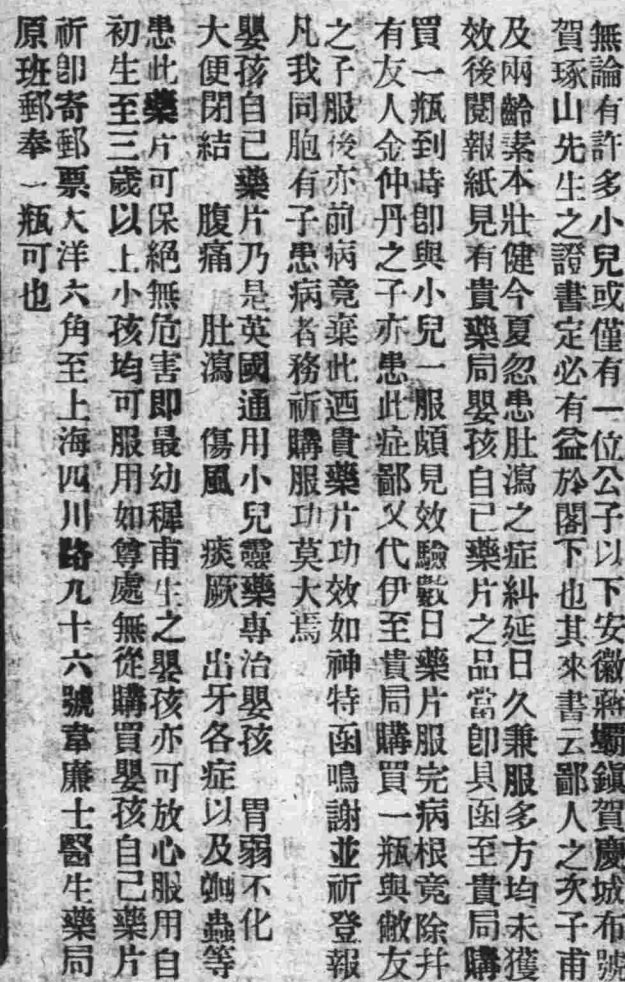 無論有許多小兒或僅有一位公子以下安徽蔣壩鎮賀慶城布號
賀琢山先生之證書定必有益於閣下也其來書云鄙人之次子甫
及兩齡素本壯健今夏忽患肚瀉之症糾延日久兼服多方均未獲
效後閱報紙見有貴藥局嬰孩自己藥片之品當卽具函至貴局購
買一瓶到時卽與小兒一服頗見效驗數日藥片服完病根竟除幷
有友人金仲丹之子亦患此症鄙又代伊至貴局購買一瓶與敝友
之子服後亦前病竟棄此迺貴藥片功效如神特函鳴謝並祈登報
凡我同胞有子患病者務祈購服功莫大焉
嬰孩自己藥片乃是英國通用小兒靈藥專治嬰孩 胃弱不化
大便閉結 腹痛 肚瀉 傷風 痰厥 出牙各症以及蛔蟲等
患此藥片可保絕無危害即最幼穉甫生之嬰孩亦可放心服用自
初生至三歲以上小孩均可服用如尊處無從購買嬰孩自己藥片
祈卽寄郵票大洋六角至上海四川路九十六號韋廉士醫生藥局
原班郵奉一瓶可也